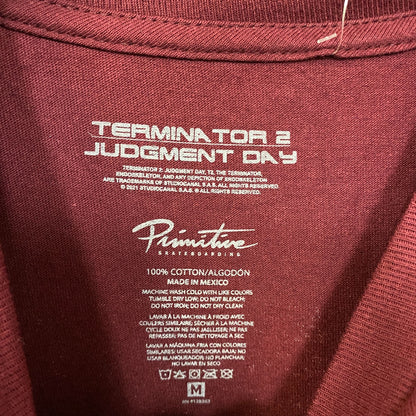 TERMINATOR 2
JUDGMENT DAY
TERMINATOR 2: JUDGMENT DAY, T2, THE TERMINATOR,
ENDOSKELETON, AND ANY DEPICTION OF ENDOSKELETON
ARE TRADEMARKS OF STUDIOCANAL S.A.S. ALL RIGHTS RESERVED.
© 2021 STUDIOCANAL S.A.S. ® ALL RIGHTS RESERVED.
Primitive
SKATEBOARDING
100% COTTON/ALGODÓN
MADE IN MEXICO
MACHINE WASH COLD WITH LIKE COLORS
TUMBLE DRY LOW; DO NOT BLEACH;
DO NOT IRON; DO NOT DRY CLEAN
LAVAR À LA MACHINE À FROID AVEC
COULEURS SIMILAIRE; SÉCHER À LA MACHINE
CYCLE DOUX NE PAS JAILLIR; NE PAS
REPASSER; PAS DE NETTOYAGE A SEC
LAVAR A MÁQUINA FRIA CON COLORES
SIMILARES; USAR SECADORA BAJA; NO
USAR BLANQUEADOR; NO PLANCHAR
NO LAVAR EN SECO
M